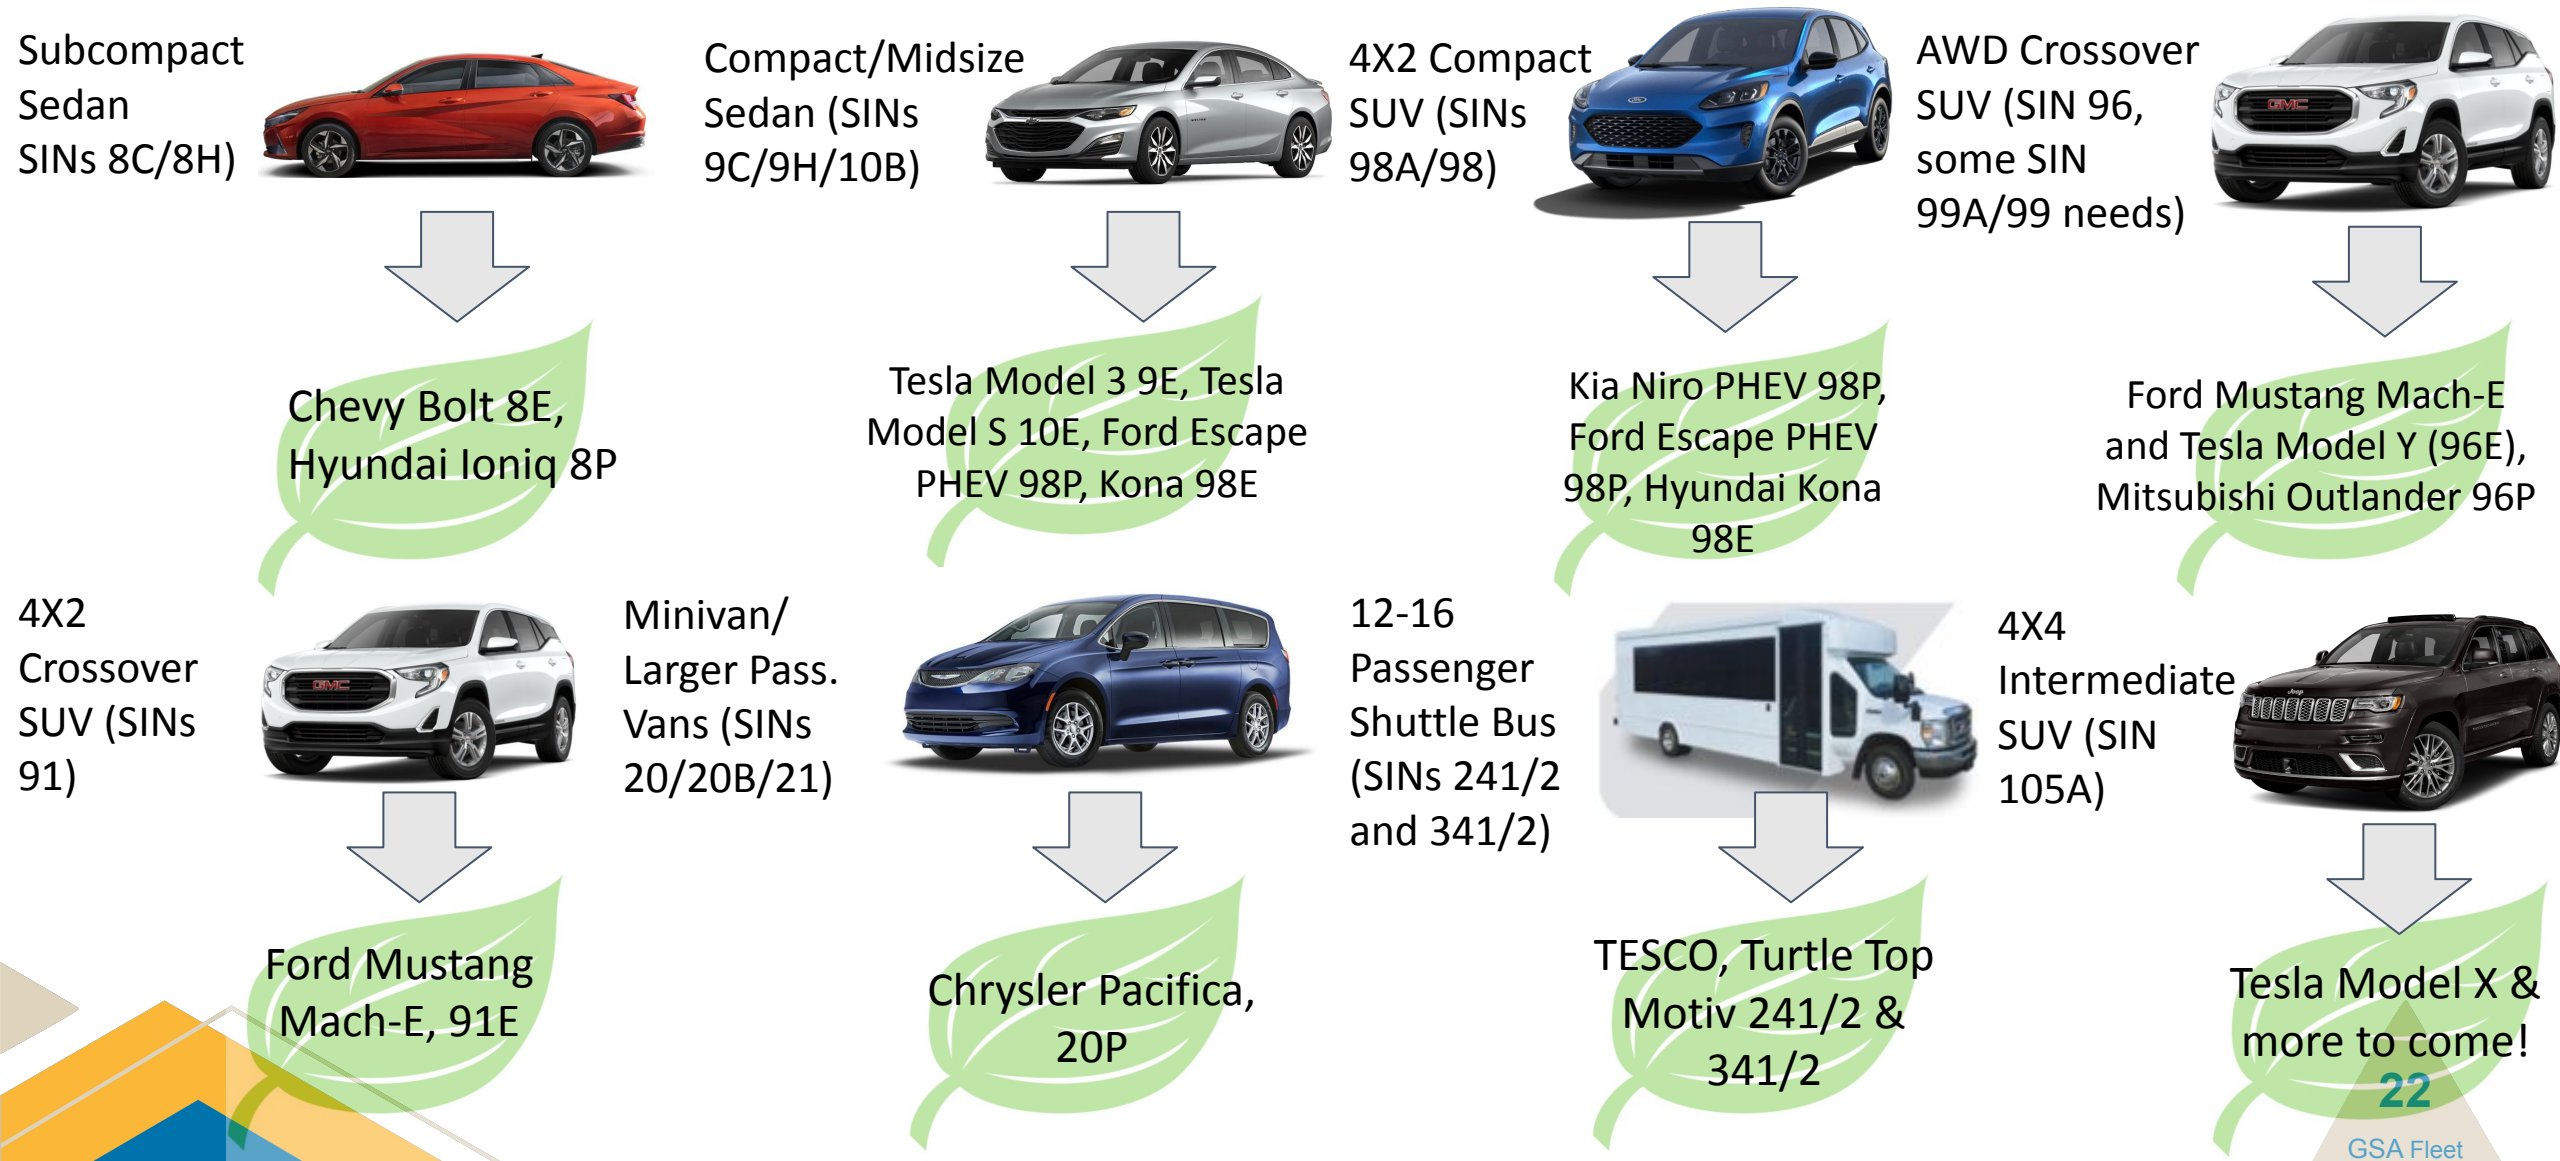 Subcompact
Sedan
SINs 8C/8H)
Compact/Midsize
Sedan (SINs
9C/9H/10B)
4X2 Compact
SUV (SINs
98A/98)
AWD Crossover
SUV (SIN 96,
some SIN
99A/99 needs)
GMC
Chevy Bolt 8E,
Hyundai Ioniq 8P
Tesla Model 3 9E, Tesla
Model S 10E, Ford Escape
PHEV 98P, Kona 98E
Kia Niro PHEV 98P,
Ford Escape PHEV
98P, Hyundai Kona
98E
Ford Mustang Mach-E
and Tesla Model Y (96E),
Mitsubishi Outlander 96P
4X2
Crossover
SUV (SINs
91)
GMC
Minivan/
Larger Pass.
Vans (SINs
20/20B/21)
12-16
Passenger
Shuttle Bus
(SINs 241/2
and 341/2)
4X4
Intermediate
SUV (SIN
105A)
Jeep
Ford Mustang
Mach-E, 91E
Chrysler Pacifica,
20P
TESCO, Turtle Top
Motiv 241/2 &
341/2
Tesla Model X &
more to come!
22
GSA Fleet